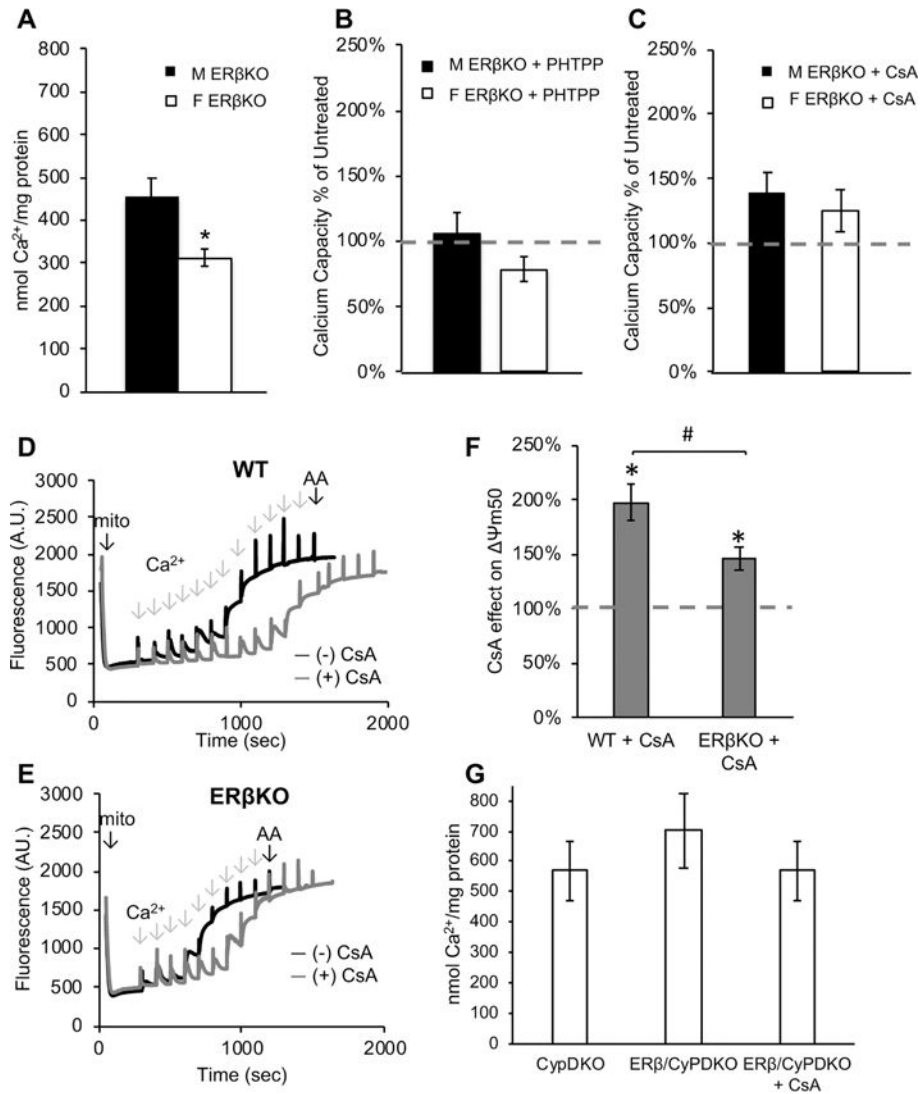 A
800
700
600
500
400
300
200
100
0
nmol Ca²⁺/mg protein
M ERβKO
F ERβKO
*
B
250%
200%
150%
100%
50%
0%
Calcium Capacity % of Untreated
M ERβKO + PHTPP
F ERβKO + PHTPP
C
250%
200%
150%
100%
50%
0%
Calcium Capacity % of Untreated
M ERβKO + CsA
F ERβKO + CsA
D
WT
3000
2500
2000
1500
1000
500
0
Fluorescence (A.U.)
mito
Ca²⁺
AA
(-) CsA
(+) CsA
0
1000
2000
Time (sec)
F
250%
200%
150%
100%
50%
0%
CsA effect on ΔΨm50
#
*
*
WT + CsA
ERβKO +
CsA
E
ERβKO
3000
2500
2000
1500
1000
500
0
Fluorescence (AU.)
mito
Ca²⁺
AA
(-) CsA
(+) CsA
0
1000
2000
Time (sec)
G
800
700
600
500
400
300
200
100
0
nmol Ca²⁺/mg protein
CypDKO
ERβ/CyPDKO
ERβ/CyPDKO
+ CsA